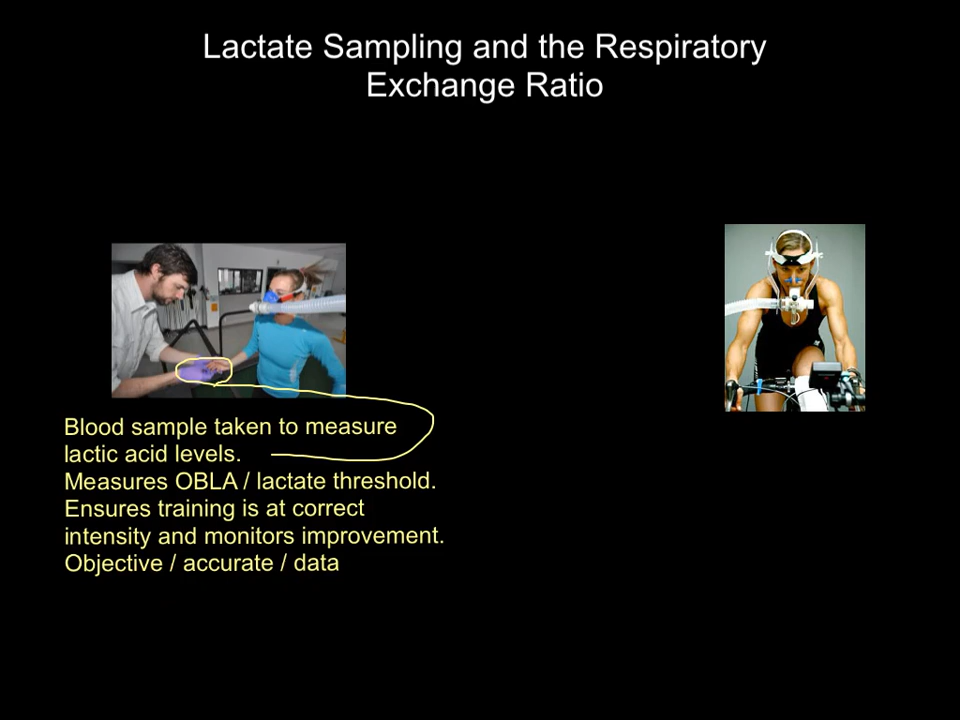 Lactate Sampling and the Respiratory
Exchange Ratio
Blood sample taken to measure
lactic acid levels.
Measures OBLA / lactate threshold.
Ensures training is at correct
intensity and monitors improvement.
Objective / accurate / data